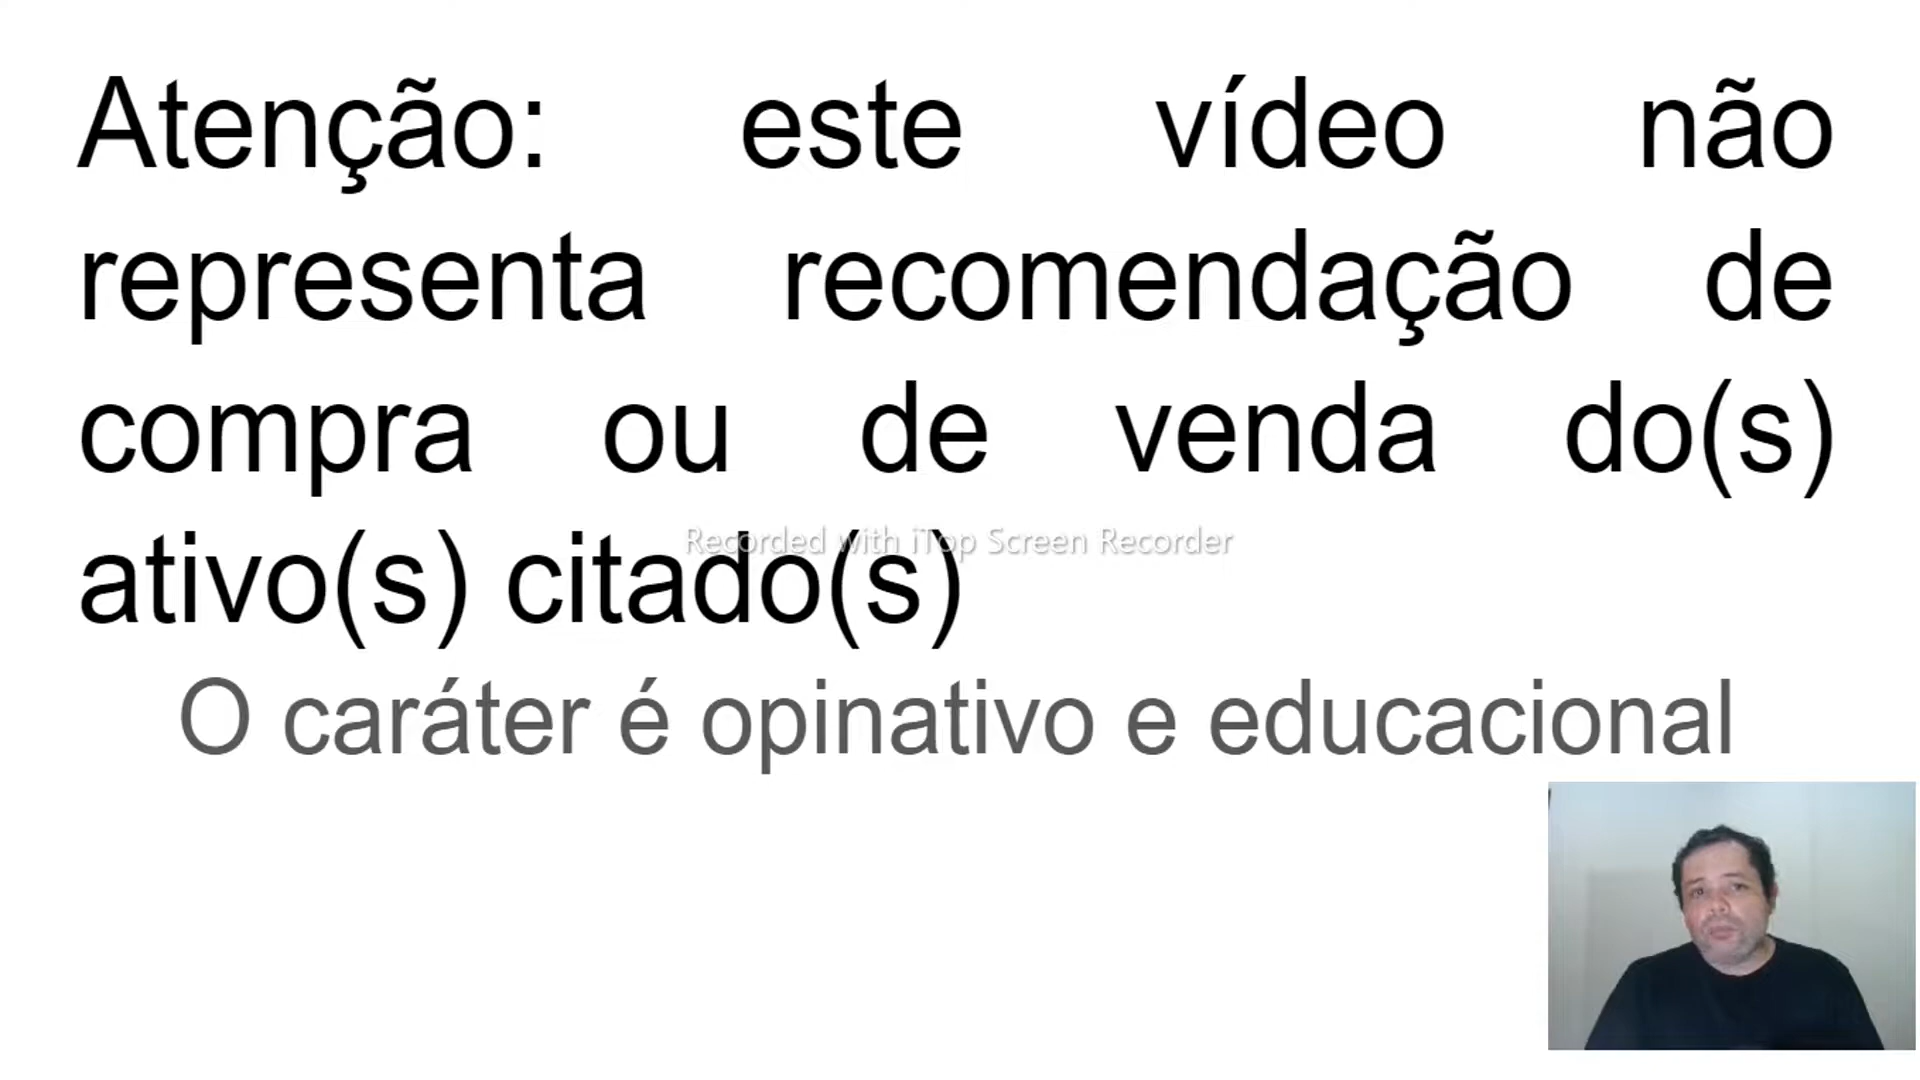 Atenção: este vídeo não
representa recomendação de
compra ou de venda do(s)
ativo(s) citado(s)
Recorded with iTop Screen Recorder
O caráter é opinativo e educacional